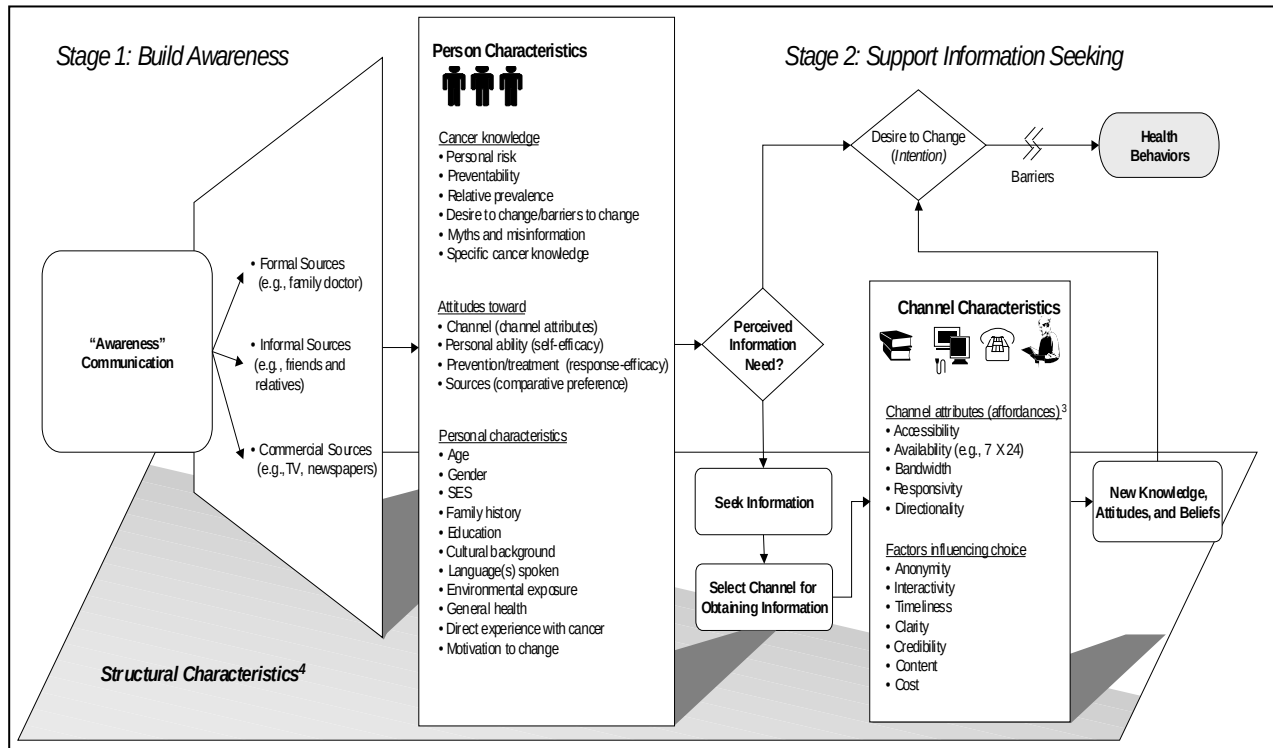 Stage 1: Build Awareness
“Awareness”
Communication
• Formal Sources
(e.g., family doctor)
• Informal Sources
(e.g., friends and
relatives)
• Commercial Sources
(e.g., TV, newspapers)
Structural Characteristics4
Person Characteristics
Cancer knowledge
• Personal risk
• Preventability
• Relative prevalence
• Desire to change/barriers to change
• Myths and misinformation
• Specific cancer knowledge
Attitudes toward
• Channel (channel attributes)
• Personal ability (self-efficacy)
• Prevention/treatment (response-efficacy)
• Sources (comparative preference)
Personal characteristics
• Age
• Gender
• SES
• Family history
• Education
• Cultural background
• Language(s) spoken
• Environmental exposure
• General health
• Direct experience with cancer
• Motivation to change
Stage 2: Support Information Seeking
Perceived
Information
Need?
Desire to Change
(Intention)
Barriers
Health
Behaviors
Seek Information
Select Channel for
Obtaining Information
Channel Characteristics
Channel attributes (affordances) 3
• Accessibility
• Availability (e.g., 7 X 24)
• Bandwidth
• Responsivity
• Directionality
Factors influencing choice
• Anonymity
• Interactivity
• Timeliness
• Clarity
• Credibility
• Content
• Cost
New Knowledge,
Attitudes, and Beliefs